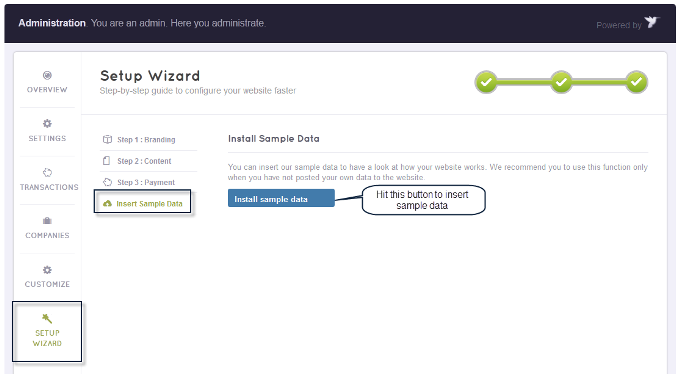 Administration You are an admin. Here you administrate.
Powered by
OVERVIEW
SETTINGS
TRANSACTIONS
COMPANIES
CUSTOMIZE
SETUP
WIZARD
Setup Wizard
Step-by-step guide to configure your website faster
Step 1 : Branding
Step 2 : Content
Step 3 : Payment
Insert Sample Data
Install Sample Data
You can insert our sample data to have a look at how your website works. We recommend you to use this function only
when you have not posted your own data to the website
Install sample data
Hit this button to insert
sample data